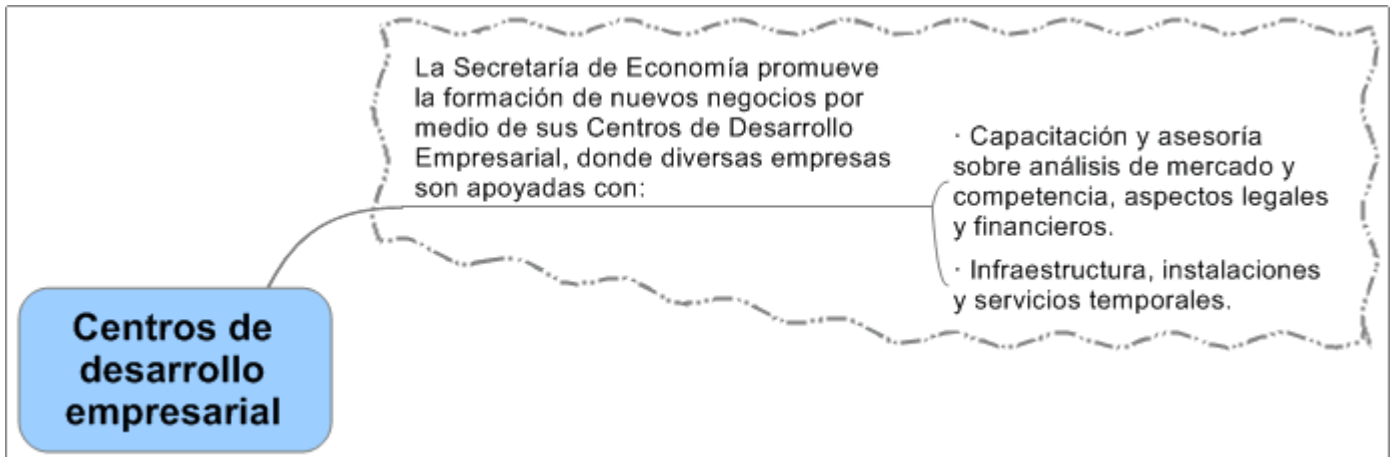 La Secretaría de Economía promueve
la formación de nuevos negocios por
medio de sus Centros de Desarrollo
Empresarial, donde diversas empresas
son apoyadas con:
· Capacitación y asesoría
sobre análisis de mercado y
competencia, aspectos legales
y financieros.
· Infraestructura, instalaciones
y servicios temporales.
Centros de
desarrollo
empresarial